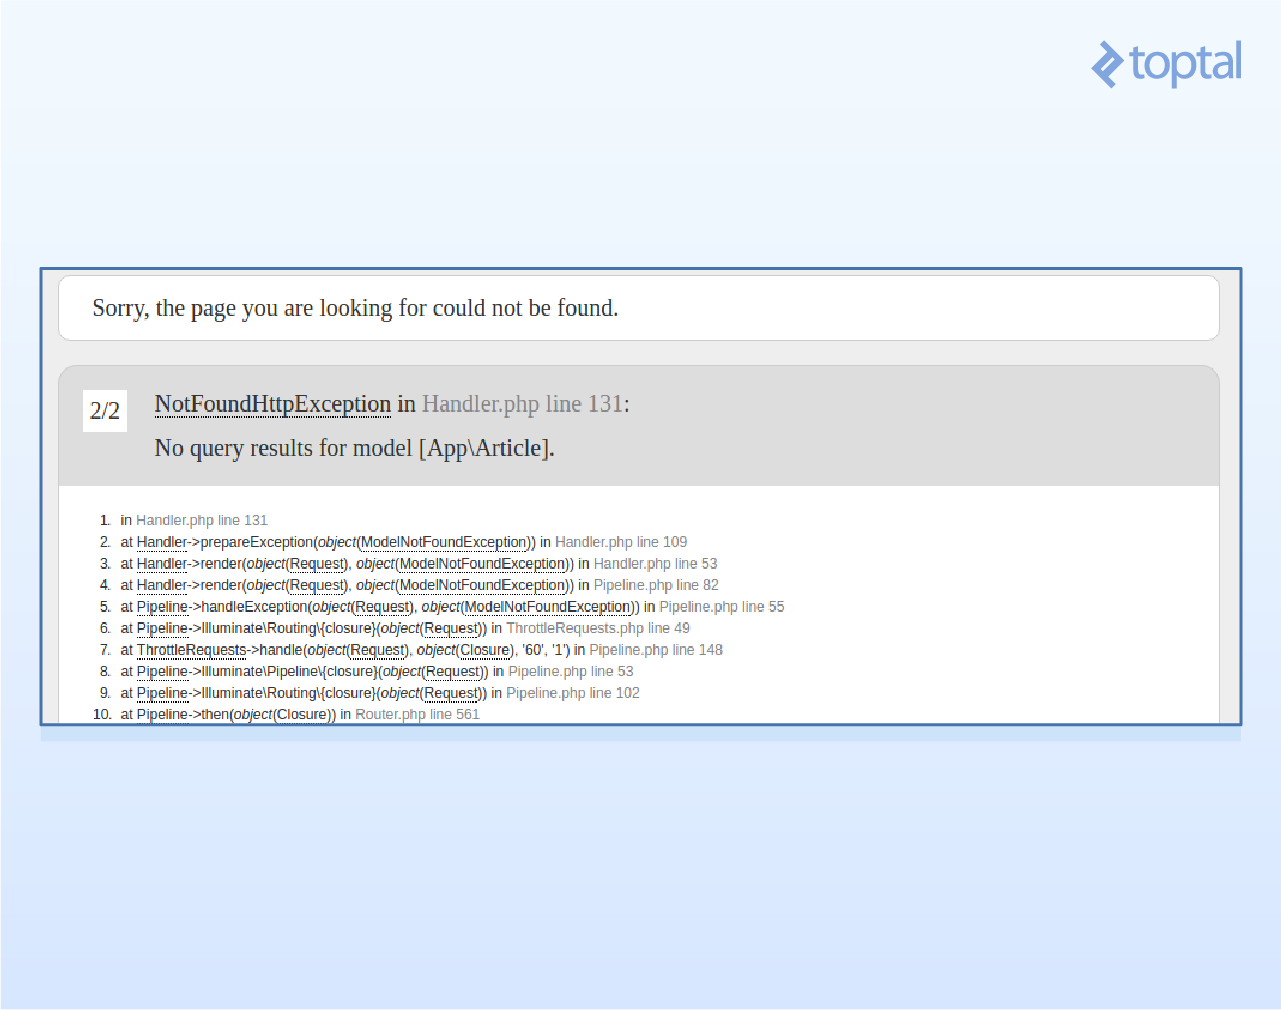 toptal
Sorry, the page you are looking for could not be found.
2/2
NotFoundHttpException in Handler.php line 131:
No query results for model [App\Article].
1. in Handler.php line 131
2. at Handler->prepareException(object(ModelNotFoundException)) in Handler.php line 109
3. at Handler->render(object(Request), object(ModelNotFoundException)) in Handler.php line 53
4. at Handler->render(object(Request), object(ModelNotFoundException)) in Pipeline.php line 82
5. at Pipeline->handleException(object(Request), object(ModelNotFoundException)) in Pipeline.php line 55
6. at Pipeline->Illuminate\Routing\{closure}(object(Request)) in ThrottleRequests.php line 49
7. at ThrottleRequests->handle(object(Request), object(Closure), '60', '1') in Pipeline.php line 148
8. at Pipeline->Illuminate\Pipeline\{closure}(object(Request)) in Pipeline.php line 53
9. at Pipeline->Illuminate\Routing\{closure}(object(Request)) in Pipeline.php line 102
10. at Pipeline->then(object(Closure)) in Router.php line 561